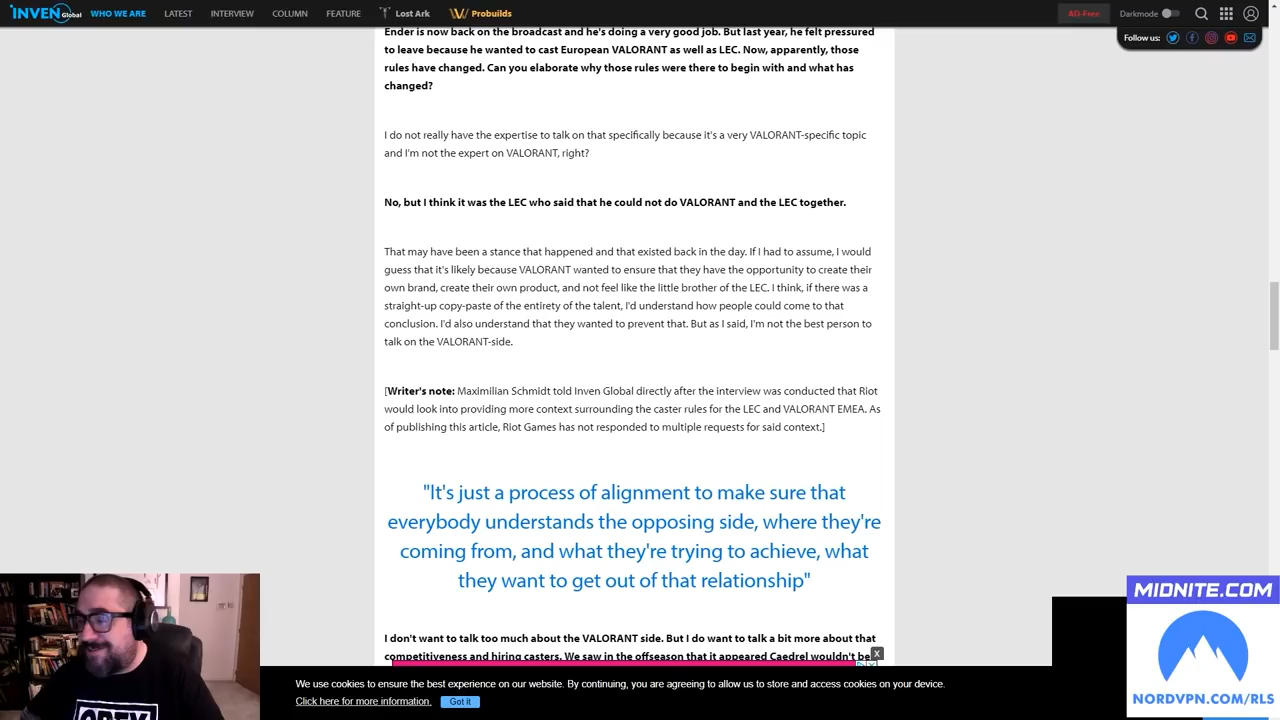 INVEN Global WHO WE ARE LATEST INTERVIEW COLUMN FEATURE Lost Ark Probuilds AD-Free Darkmode
Follow us:
Ender is now back on the broadcast and he's doing a very good job. But last year, he felt pressured
to leave because he wanted to cast European VALORANT as well as LEC. Now, apparently, those
rules have changed. Can you elaborate why those rules were there to begin with and what has
changed?
I do not really have the expertise to talk on that specifically because it's a very VALORANT-specific topic
and I'm not the expert on VALORANT, right?
No, but I think it was the LEC who said that he could not do VALORANT and the LEC together.
That may have been a stance that happened and that existed back in the day. If I had to assume, I would
guess that it's likely because VALORANT wanted to ensure that they have the opportunity to create their
own brand, create their own product, and not feel like the little brother of the LEC. I think, if there was a
straight-up copy-paste of the entirety of the talent, I'd understand how people could come to that
conclusion. I'd also understand that they wanted to prevent that. But as I said, I'm not the best person to
talk on the VALORANT-side.
[Writer's note: Maximilian Schmidt told Inven Global directly after the interview was conducted that Riot
would look into providing more context surrounding the caster rules for the LEC and VALORANT EMEA. As
of publishing this article, Riot Games has not responded to multiple requests for said context.]
"It's just a process of alignment to make sure that
everybody understands the opposing side, where they're
coming from, and what they're trying to achieve, what
they want to get out of that relationship"
I don't want to talk too much about the VALORANT side. But I do want to talk a bit more about that
competitiveness and hiring casters. We saw in the offseason that it appeared Caedrel wouldn't be
X
We use cookies to ensure the best experience on our website. By continuing, you are agreeing to allow us to store and access cookies on your device.
Click here for more information. Got it
OBEY
MIDNITE.COM
NORDVPN.COM/RLS